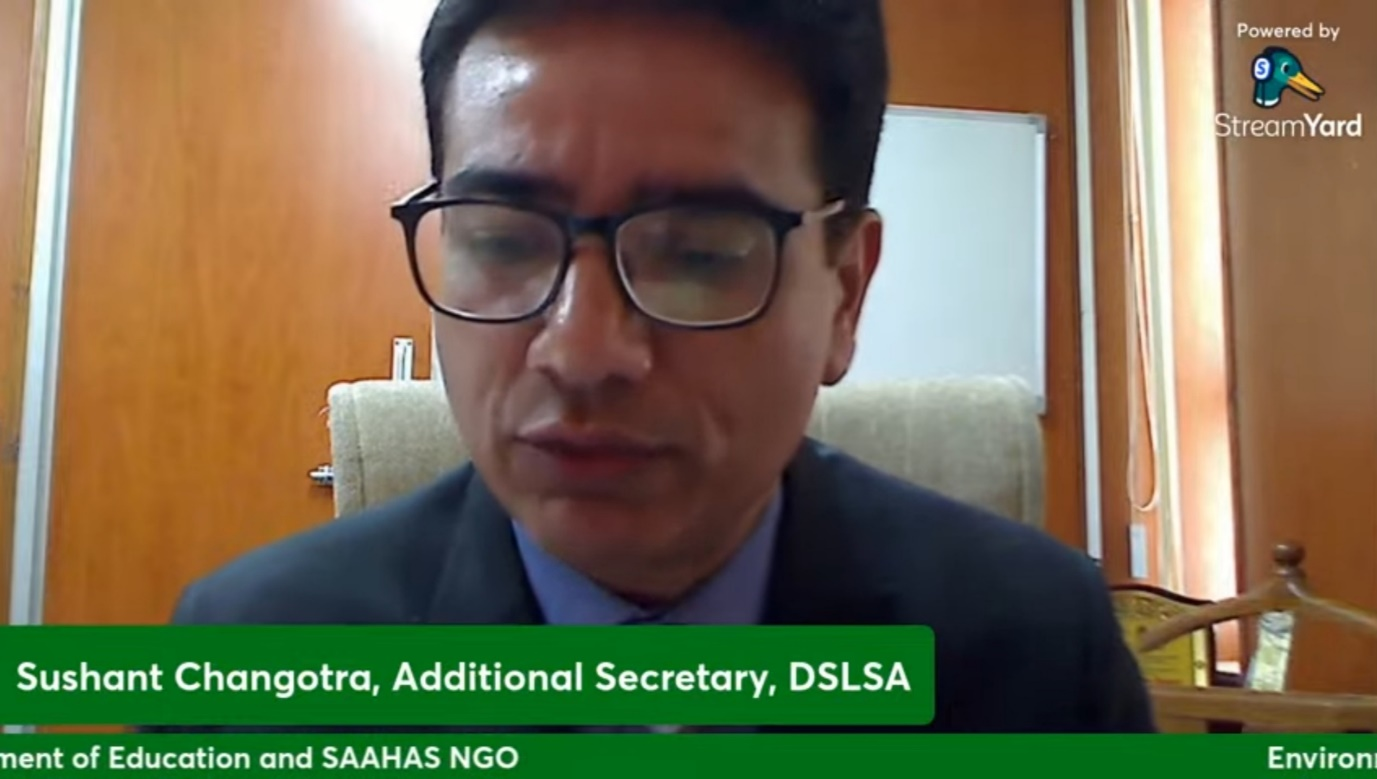 Powered by
StreamYard
Sushant Changotra, Additional Secretary, DSLSA
ment of Education and SAAHAS NGO
Environ